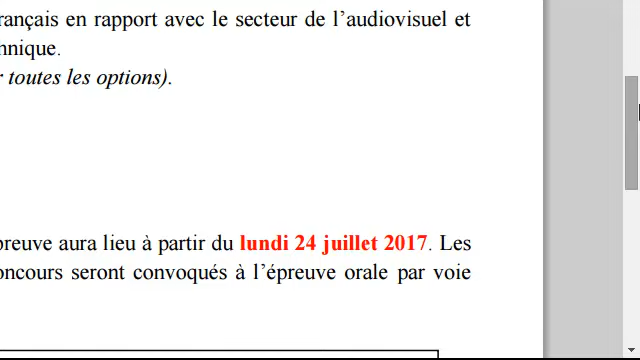 rançais en rapport avec le secteur de l’audiovisuel et
hnique.
r toutes les options).
preuve aura lieu à partir du lundi 24 juillet 2017. Les
oncours seront convoqués à l’épreuve orale par voie